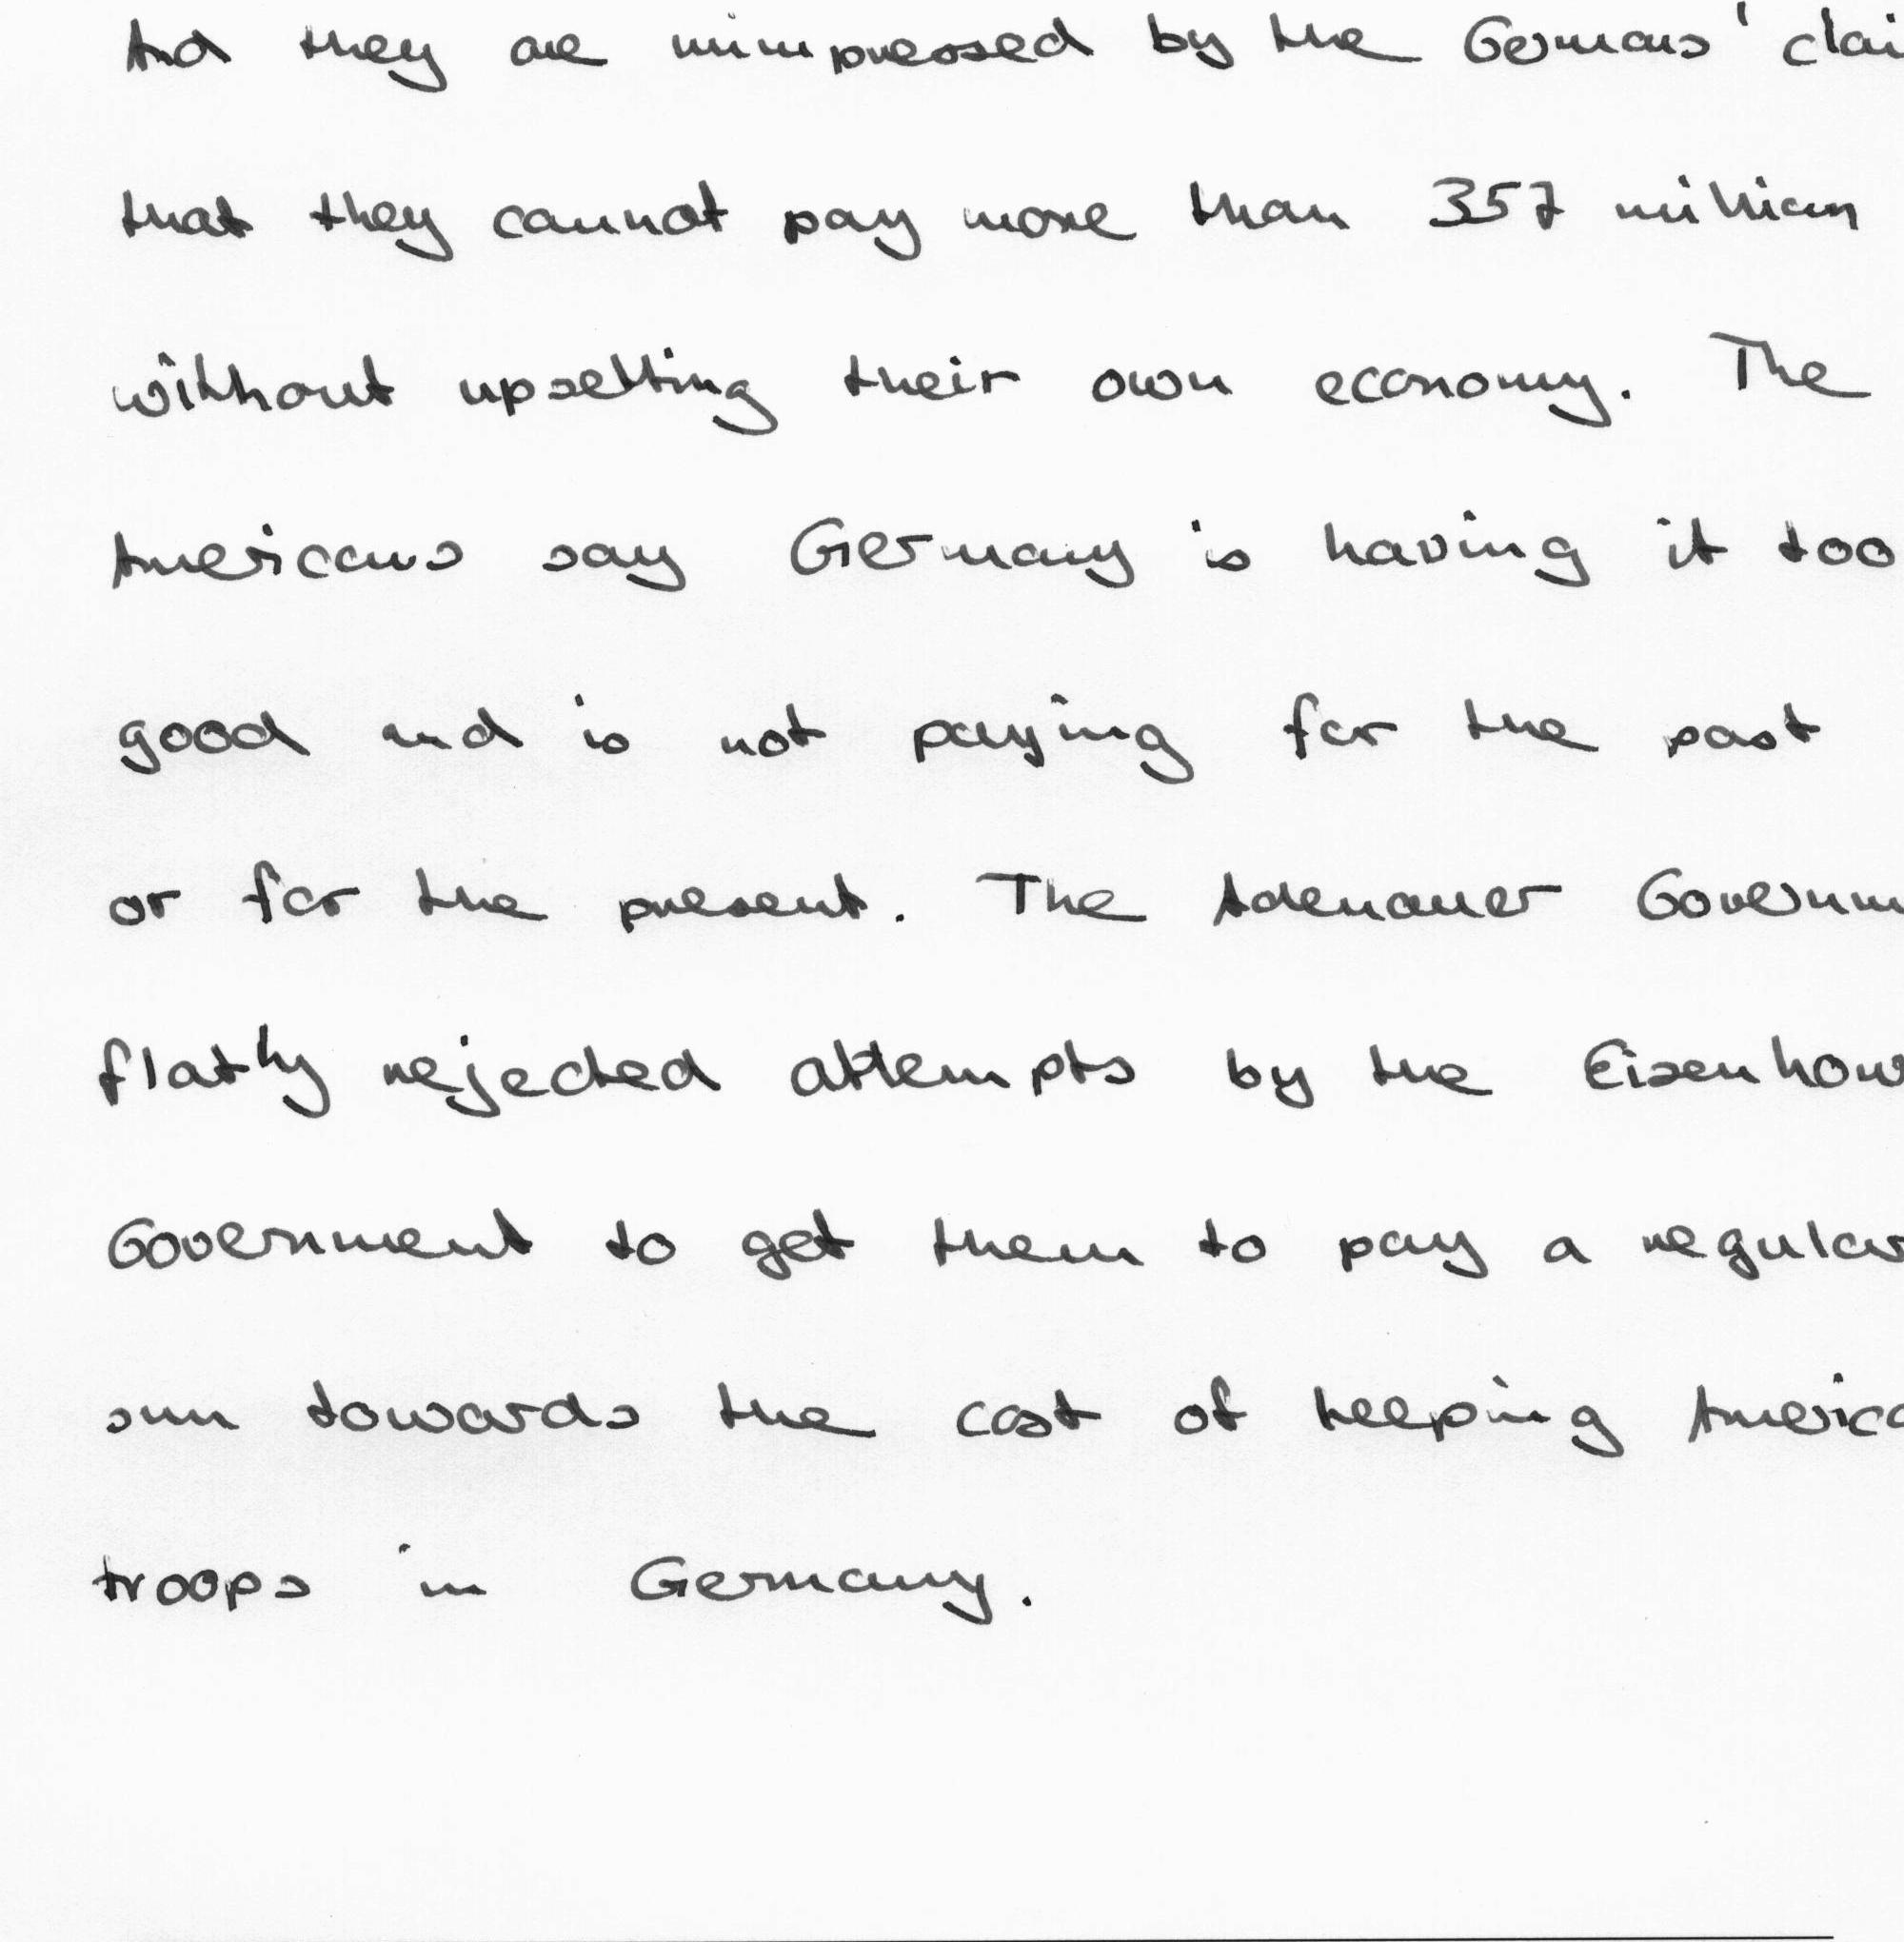 And they are unimpressed by the Germans' clai
that they cannot pay more than 357 million
without upsetting their own economy. The
Americans say Germany is having it too
good and is not paying for the past
or for the present. The Adenauer Governm
flatly rejected attempts by the Eisenhow
Government to get them to pay a regular
sum towards the cost of keeping America
troops in Germany.